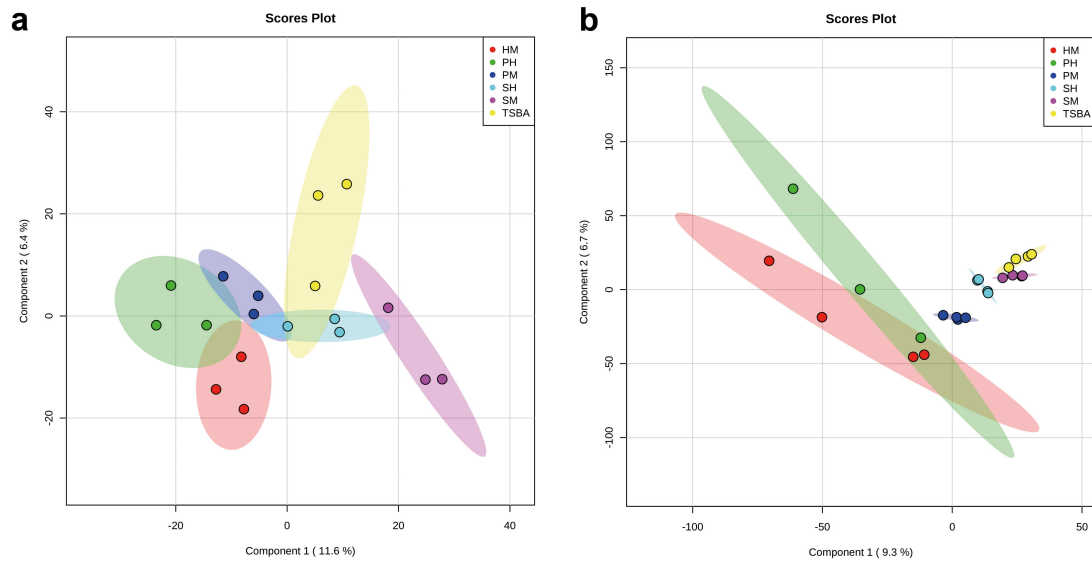 a
Scores Plot
HM
PH
PM
SH
SM
TSBA
Component 2 ( 6.4 %)
40
20
0
-20
-20
0
20
40
Component 1 ( 11.6 %)
b
Scores Plot
HM
PH
PM
SH
SM
TSBA
Component 2 ( 6.7 %)
150
100
50
0
-50
-100
-100
-50
0
50
Component 1 ( 9.3 %)